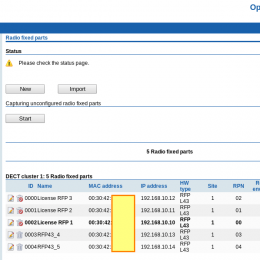 Op
Radio fixed parts
Status
Please check the status page.
New Import
Capturing unconfigured radio fixed parts
Start
5 Radio fixed parts
DECT cluster 1: 5 Radio fixed parts
ID Name MAC address IP address HW type Site RPN
0000 License RFP 3 00:30:42: 192.168.10.12 RFP L43 1 02
0001 License RFP 2 00:30:42: 192.168.10.11 RFP L43 1 01
0002 License RFP 1 00:30:42: 192.168.10.10 RFP L43 1 00
0003 RFP43_4 00:30:42: 192.168.10.13 RFP L43 1 03
0004 RFP43_5 00:30:42: 192.168.10.14 RFP L43 1 04